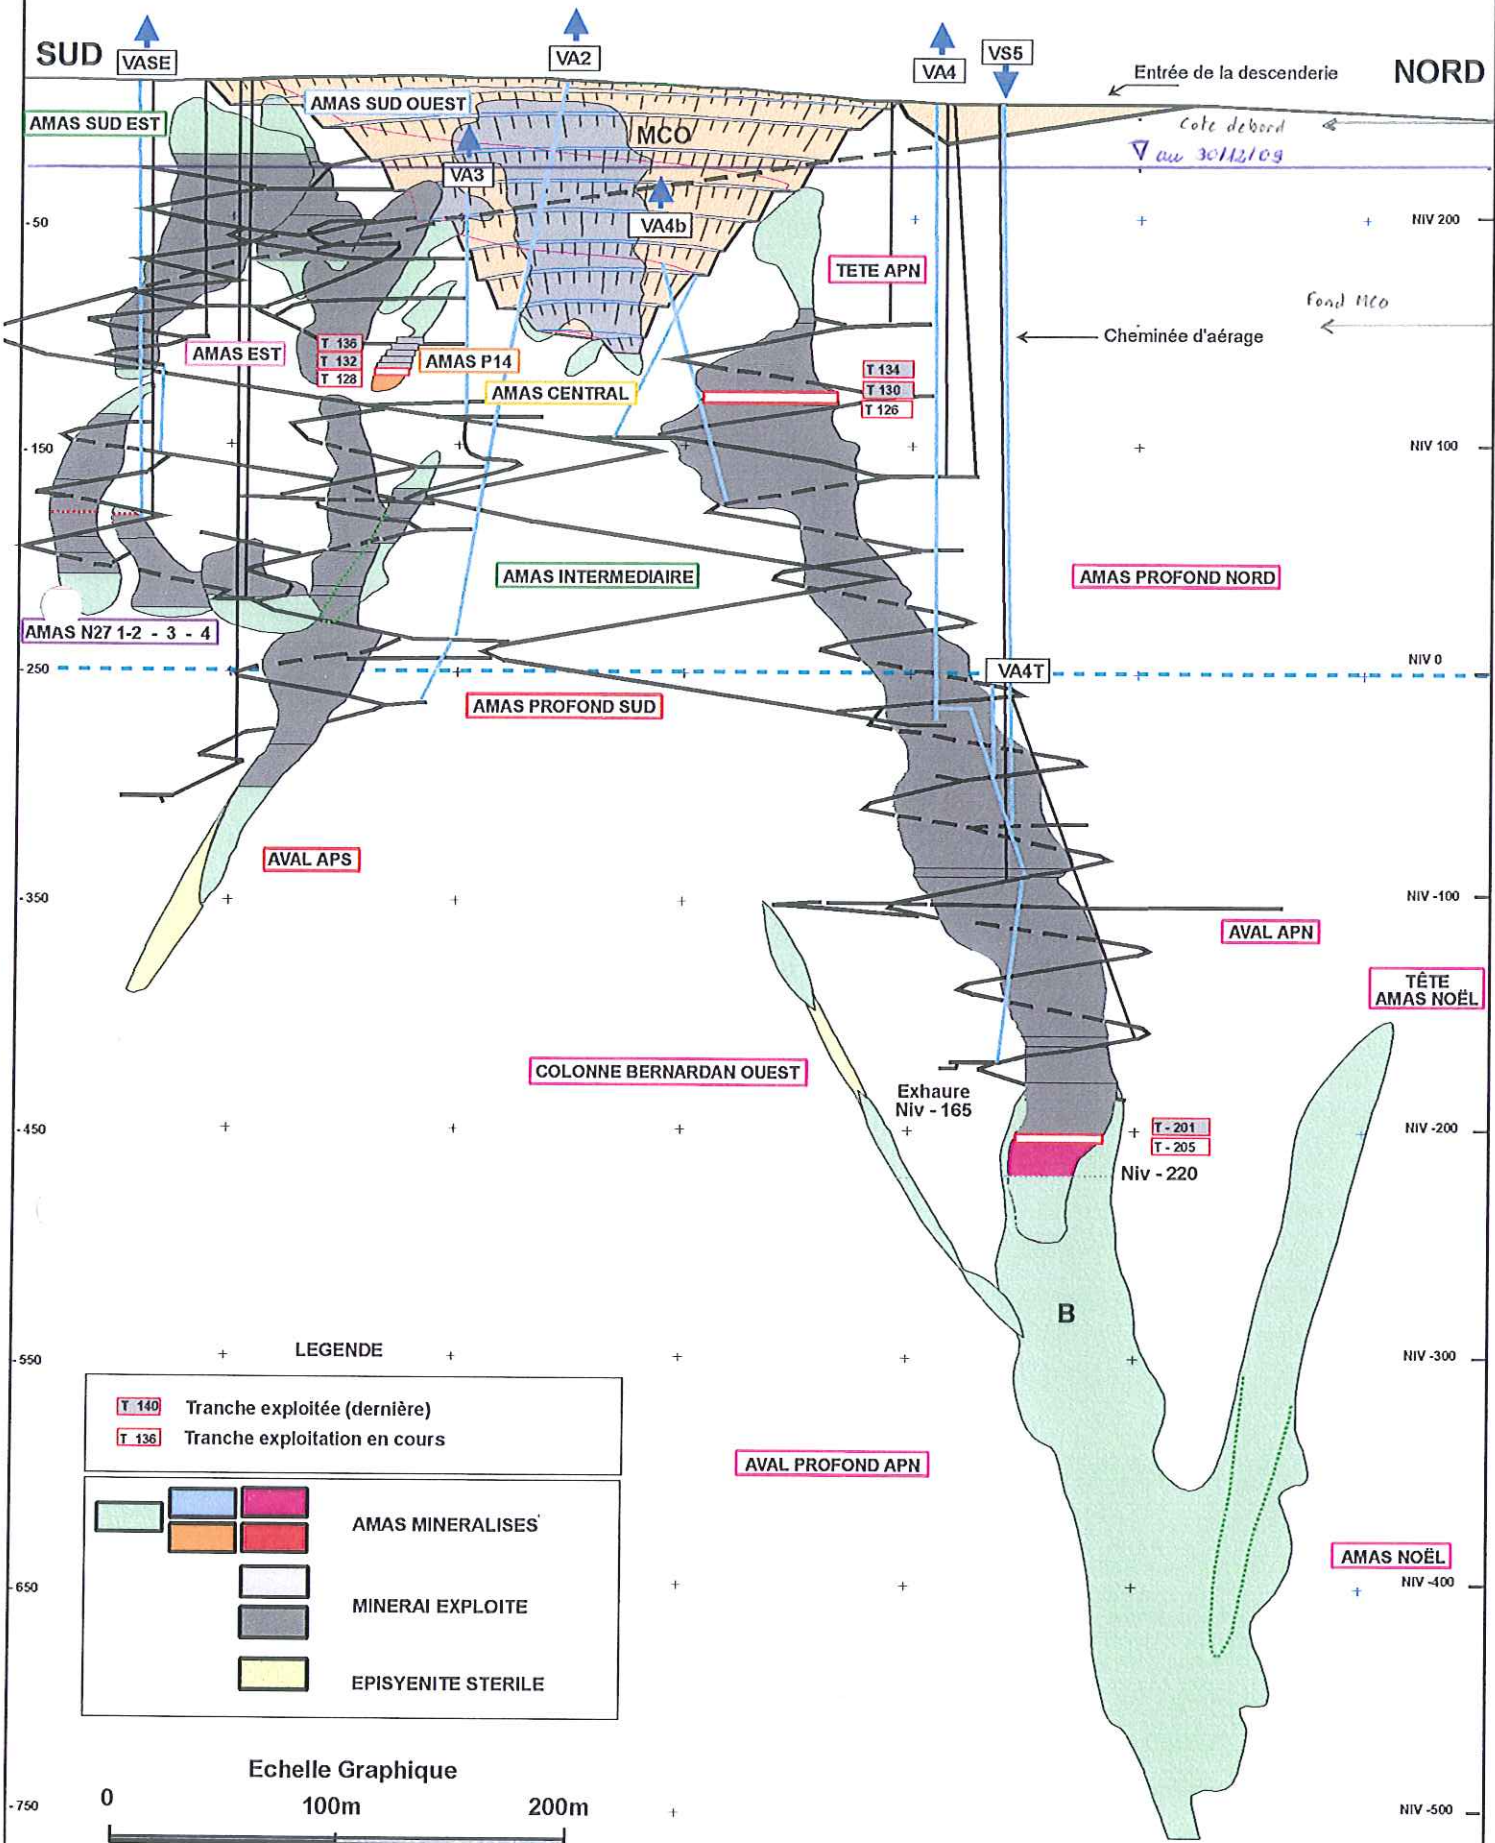 SUD
VASE
VA2
VA4
VS5
Entrée de la descenderie
NORD
AMAS SUD EST
AMAS SUD OUEST
MCO
Cote debord
∇ au 30/12/09
VA3
VA4b
-50
NIV 200
TETE APN
Fond MCO
Cheminée d'aérage
AMAS EST
T 136
T 132
T 128
AMAS P14
AMAS CENTRAL
T 134
T 130
T 126
-150
NIV 100
AMAS INTERMEDIAIRE
AMAS PROFOND NORD
AMAS N27 1-2 - 3 - 4
-250
VA4T
NIV 0
AMAS PROFOND SUD
AVAL APS
-350
NIV -100
AVAL APN
TÊTE
AMAS NOËL
COLONNE BERNARDAN OUEST
Exhaure
Niv - 165
-450
T - 201
T - 205
NIV -200
Niv - 220
B
-550
LEGENDE
NIV -300
T 140 Tranche exploitée (dernière)
T 136 Tranche exploitation en cours
AVAL PROFOND APN
AMAS MINERALISES
AMAS NOËL
-650
NIV -400
MINERAI EXPLOITE
EPISYENITE STERILE
Echelle Graphique
0 100m 200m
-750
NIV -500